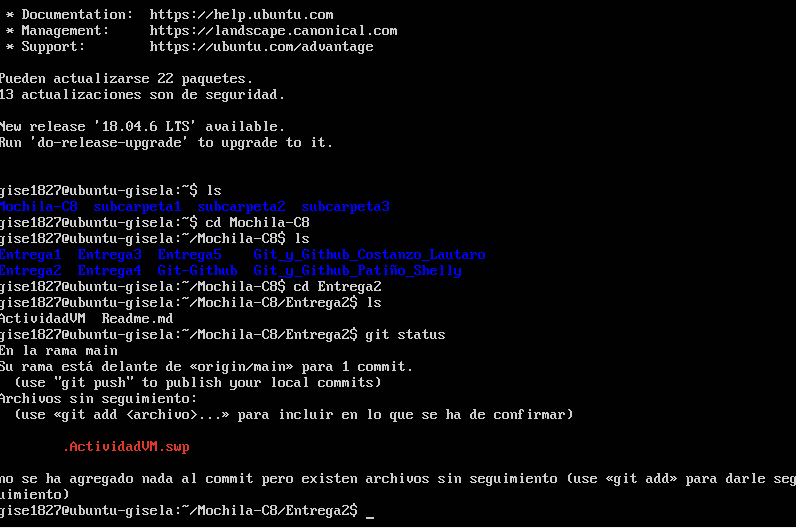 * Documentation:  https://help.ubuntu.com
* Management:     https://landscape.canonical.com
* Support:        https://ubuntu.com/advantage
Pueden actualizarse 22 paquetes.
13 actualizaciones son de seguridad.
New release '18.04.6 LTS' available.
Run 'do-release-upgrade' to upgrade to it.
gise1827@ubuntu-gisela:~$ ls
Mochila-C8  subcarpeta1  subcarpeta2  subcarpeta3
gise1827@ubuntu-gisela:~$ cd Mochila-C8
gise1827@ubuntu-gisela:~/Mochila-C8$ ls
Entrega1  Entrega3  Entrega5    Git_y_Github_Costanzo_Lautaro
Entrega2  Entrega4  Git-Github  Git_y_Github_Patiño_Shelly
gise1827@ubuntu-gisela:~/Mochila-C8$ cd Entrega2
gise1827@ubuntu-gisela:~/Mochila-C8/Entrega2$ ls
ActividadVM  Readme.md
gise1827@ubuntu-gisela:~/Mochila-C8/Entrega2$ git status
En la rama main
Su rama está delante de «origin/main» para 1 commit.
  (use "git push" to publish your local commits)
Archivos sin seguimiento:
  (use «git add <archivo>...» para incluir en lo que se ha de confirmar)
        .ActividadVM.swp
no se ha agregado nada al commit pero existen archivos sin seguimiento (use «git add» para darle seg
uimiento)
gise1827@ubuntu-gisela:~/Mochila-C8/Entrega2$ _